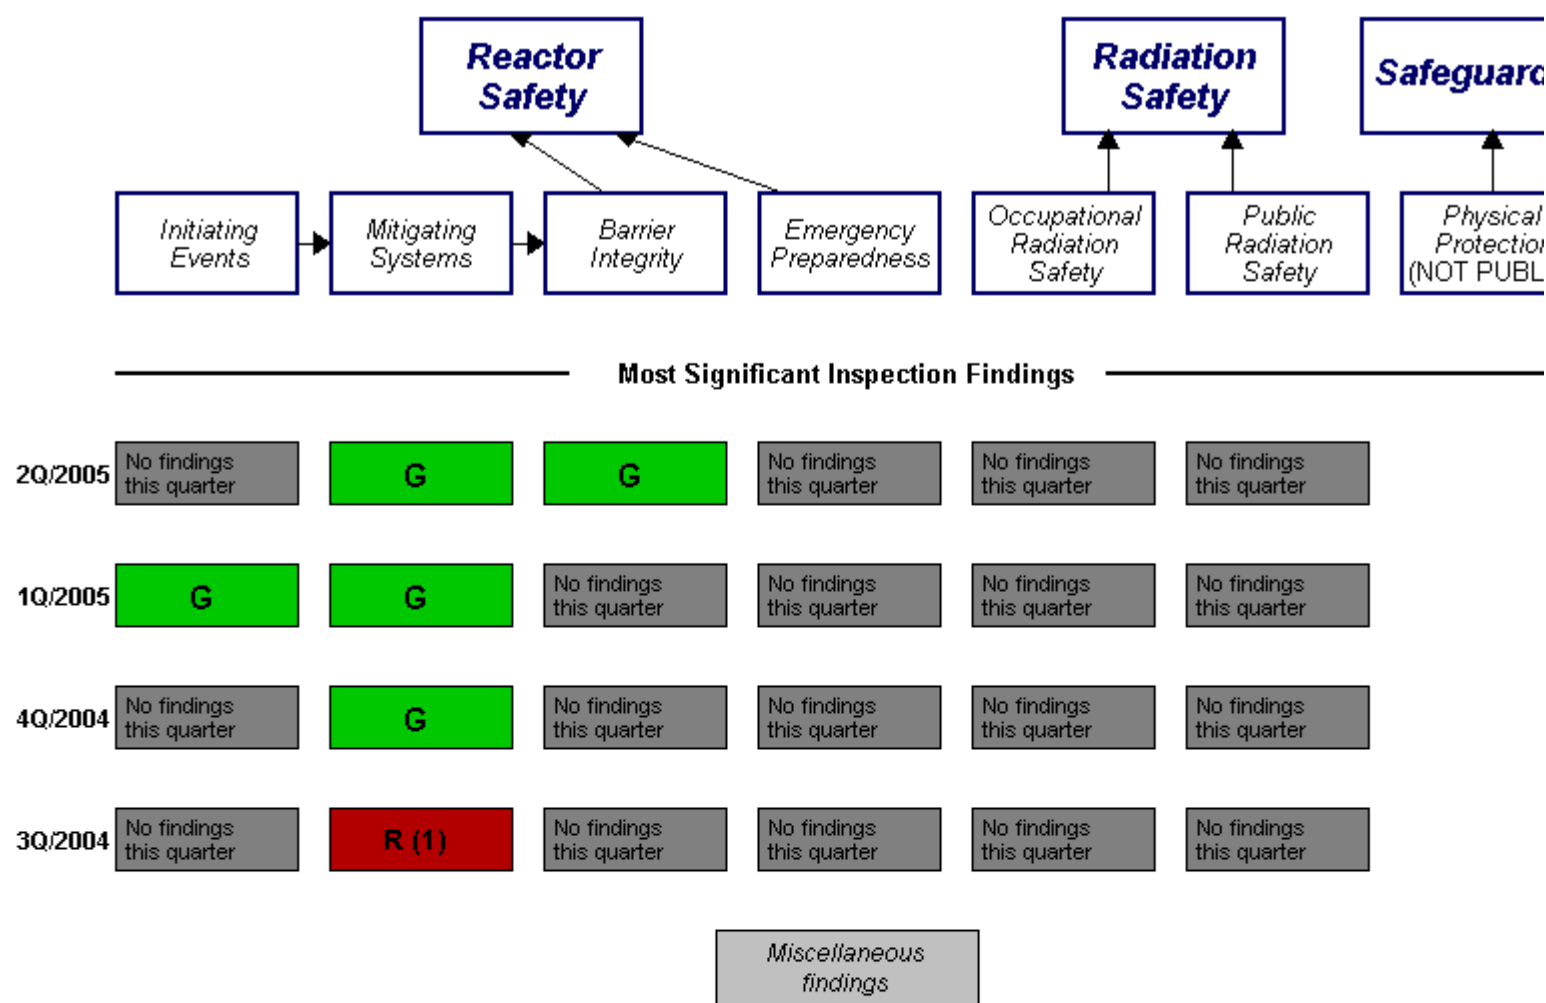 Reactor
Safety
Radiation
Safety
Safeguard
Initiating
Events
Mitigating
Systems
Barrier
Integrity
Emergency
Preparedness
Occupational
Radiation
Safety
Public
Radiation
Safety
Physical
Protection
(NOT PUBL
Most Significant Inspection Findings
2Q/2005
No findings
this quarter
G
G
No findings
this quarter
No findings
this quarter
No findings
this quarter
1Q/2005
G
G
No findings
this quarter
No findings
this quarter
No findings
this quarter
No findings
this quarter
4Q/2004
No findings
this quarter
G
No findings
this quarter
No findings
this quarter
No findings
this quarter
No findings
this quarter
3Q/2004
No findings
this quarter
R (1)
No findings
this quarter
No findings
this quarter
No findings
this quarter
No findings
this quarter
Miscellaneous
findings